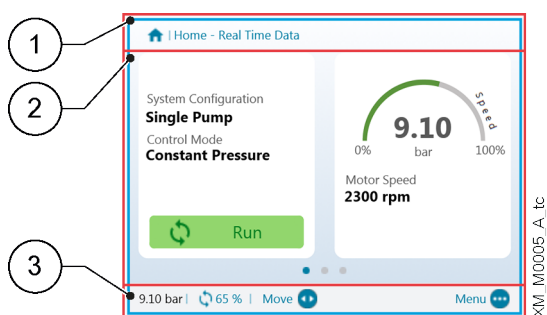 1
| Home - Real Time Data
2
System Configuration
Single Pump
Control Mode
Constant Pressure
Run
Speed
9.10
0%
bar
100%
Motor Speed
2300 rpm
3
9.10 bar | 65 % | Move
Menu
XM_M0005_A_tc